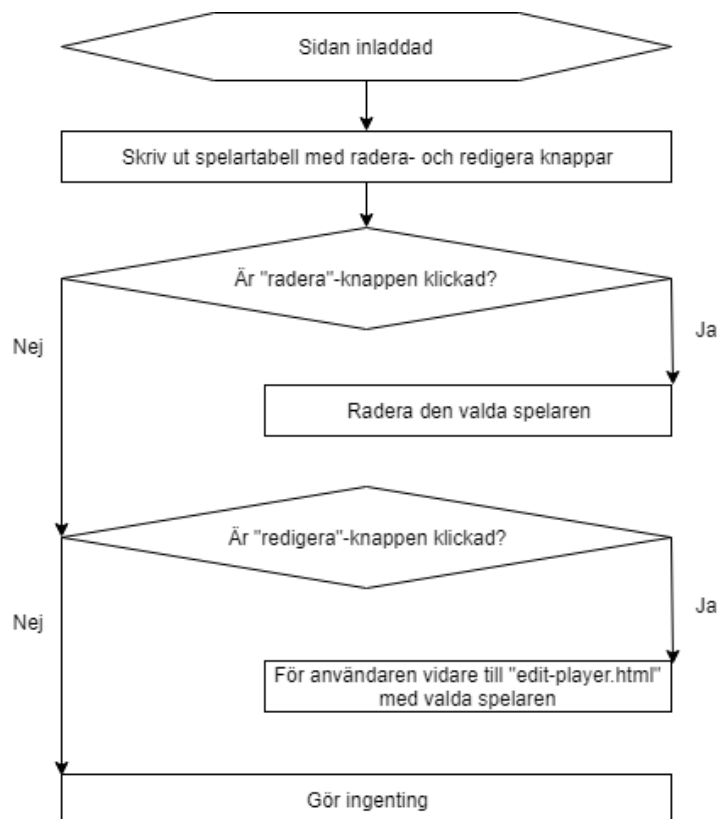 Sidan inladdad
Skriv ut spelartabell med radera- och redigera knappar
Är "radera"-knappen klickad?
Nej
Ja
Radera den valda spelaren
Är "redigera"-knappen klickad?
Nej
Ja
För användaren vidare till "edit-player.html"
med valda spelaren
Gör ingenting